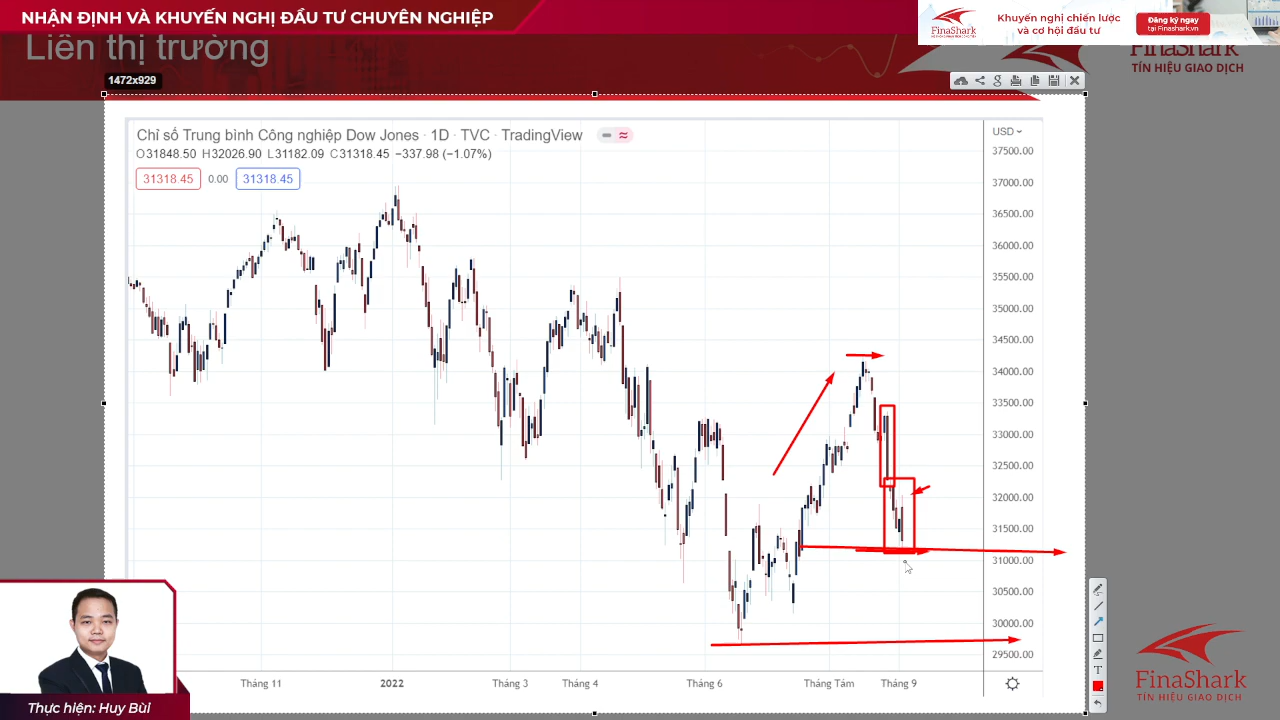 NHẬN ĐỊNH VÀ KHUYẾN NGHỊ ĐẦU TƯ CHUYÊN NGHIỆP
FinaShark
Khuyến nghị chiến lược
và cơ hội đầu tư
Đăng ký ngay
tại Finashark.vn
Liên thị trường
FinaShark
TÍN HIỆU GIAO DỊCH
1472x929
Chỉ số Trung bình Công nghiệp Dow Jones · 1D · TVC · TradingView
USD
O31848.50 H32026.90 L31182.09 C31318.45 −337.98 (−1.07%)
31318.45 0.00 31318.45
37500.00
37000.00
36500.00
36000.00
35500.00
35000.00
34500.00
34000.00
33500.00
33000.00
32500.00
32000.00
31500.00
31000.00
30500.00
30000.00
29500.00
Tháng 11 2022 Tháng 3 Tháng 4 Tháng 6 Tháng Tám Tháng 9
T
FinaShark
TÍN HIỆU GIAO DỊCH
Thực hiện: Huy Bùi